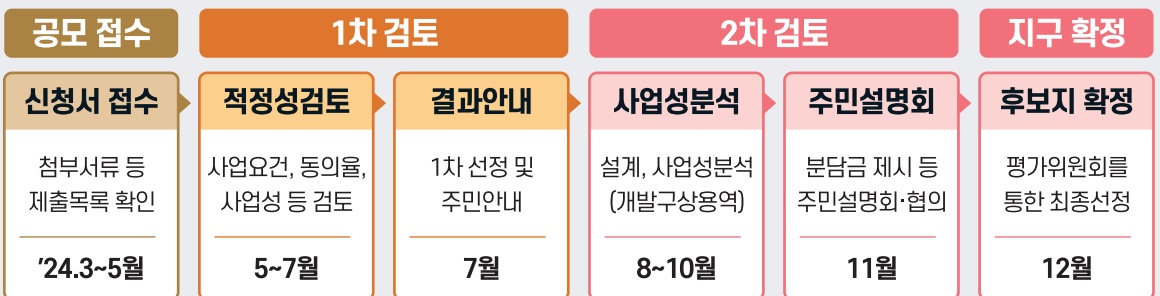 공모 접수
1차 검토
2차 검토
지구 확정
신청서 접수
첨부서류 등
제출목록 확인
’24.3~5월
적정성검토
사업요건, 동의율,
사업성 등 검토
5~7월
결과안내
1차 선정 및
주민안내
7월
사업성분석
설계, 사업성분석
(개발구상용역)
8~10월
주민설명회
분담금 제시 등
주민설명회·협의
11월
후보지 확정
평가위원회를
통한 최종선정
12월